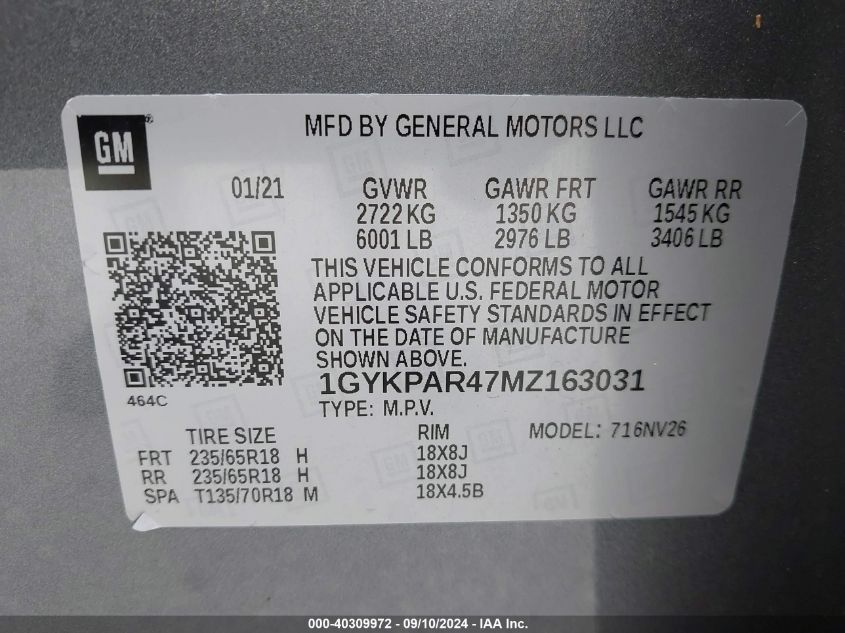 GM ®
MFD BY GENERAL MOTORS LLC
01/21 GVWR GAWR FRT GAWR RR
2722 KG 1350 KG 1545 KG
6001 LB 2976 LB 3406 LB
THIS VEHICLE CONFORMS TO ALL
APPLICABLE U.S. FEDERAL MOTOR
VEHICLE SAFETY STANDARDS IN EFFECT
ON THE DATE OF MANUFACTURE
SHOWN ABOVE.
1GYKPAR47MZ163031
464C
TYPE: M.P.V.
TIRE SIZE RIM MODEL: 716NV26
FRT 235/65R18 H 18X8J
RR 235/65R18 H 18X8J
SPA T135/70R18 M 18X4.5B
000-40309972 - 09/10/2024 - IAA Inc.